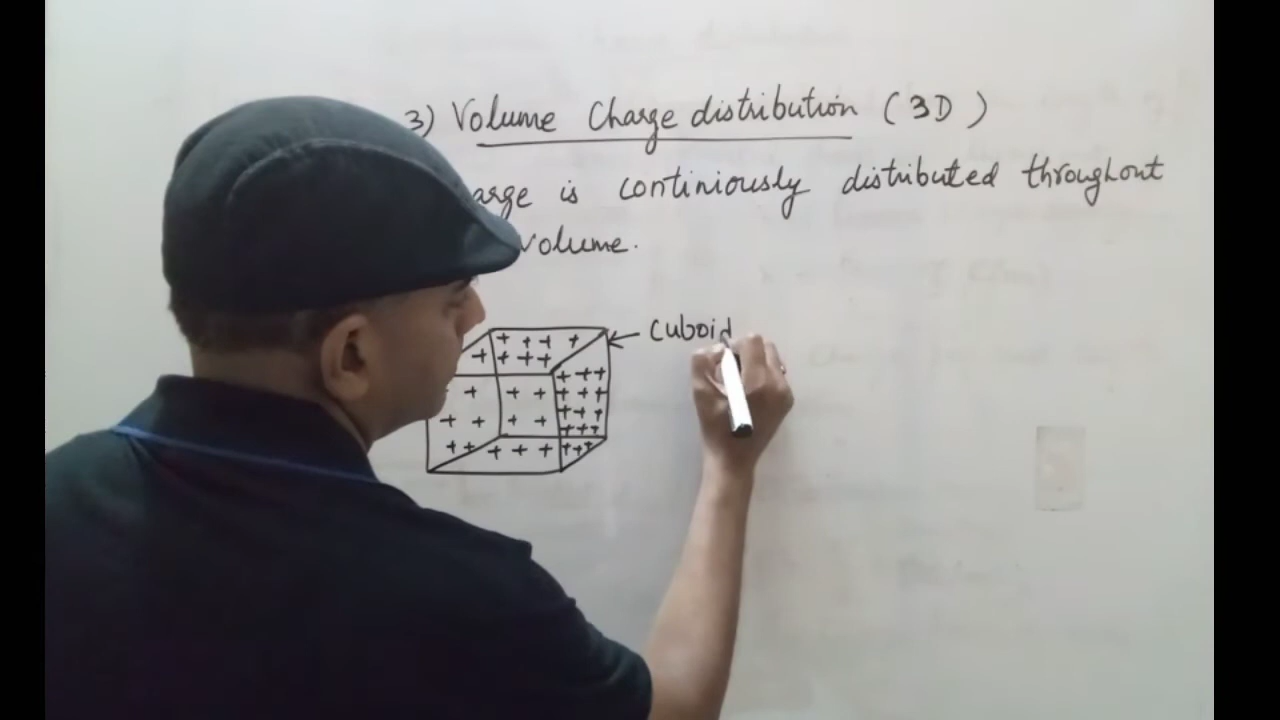 3) Volume Charge distribution (3D)
arge is continiously distributed throughout
volume.
cuboid